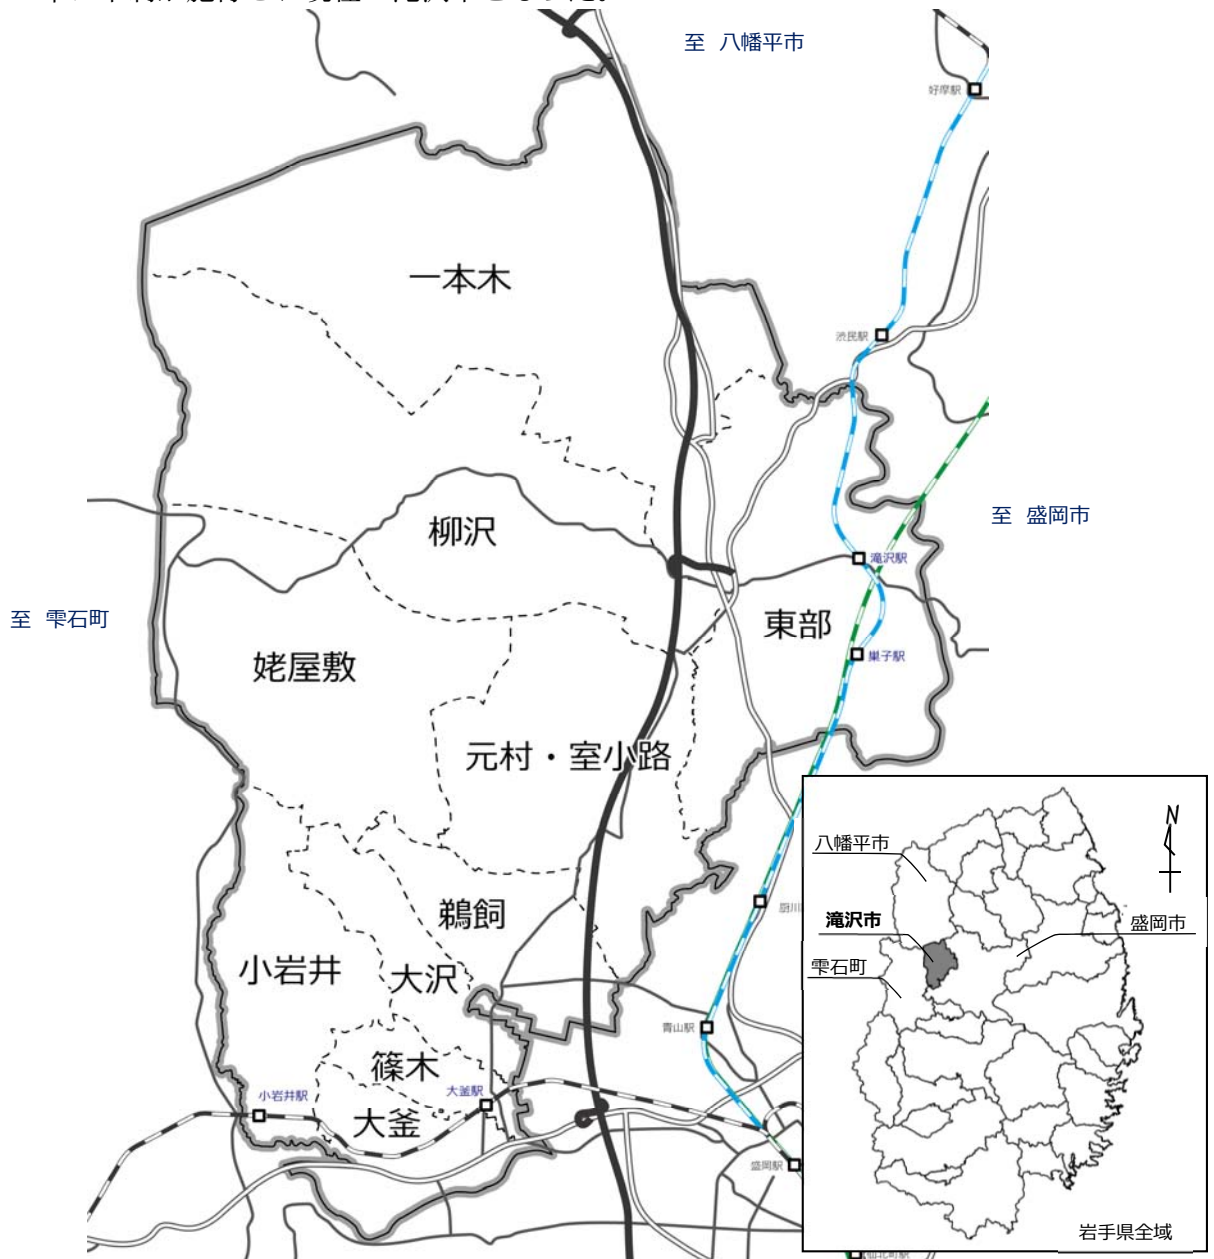 至 八幡平市
好摩駅
一本木
渋民駅
柳沢
至 盛岡市
滝沢駅
至 雫石町
東部
巣子駅
姥屋敷
元村・室小路
鵜飼
小岩井
大沢
厨川
青山駅
篠木
小岩井駅
大釜駅
大釜
盛岡駅
N
八幡平市
滝沢市
盛岡市
雫石町
岩手県全域